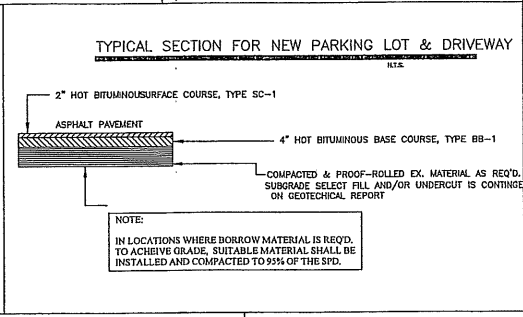 TYPICAL SECTION FOR NEW PARKING LOT & DRIVEWAY
N.T.S.
2" HOT BITUMINOUSURFACE COURSE, TYPE SC-1
ASPHALT PAVEMENT
4" HOT BITUMINOUS BASE COURSE, TYPE BB-1
COMPACTED & PROOF-ROLLED EX. MATERIAL AS REQ'D.
SUBGRADE SELECT FILL AND/OR UNDERCUT IS CONTINGE
ON GEOTECHICAL REPORT
NOTE:
IN LOCATIONS WHERE BORROW MATERIAL IS REQ'D.
TO ACHEIVE GRADE, SUITABLE MATERIAL SHALL BE
INSTALLED AND COMPACTED TO 95% OF THE SPD.